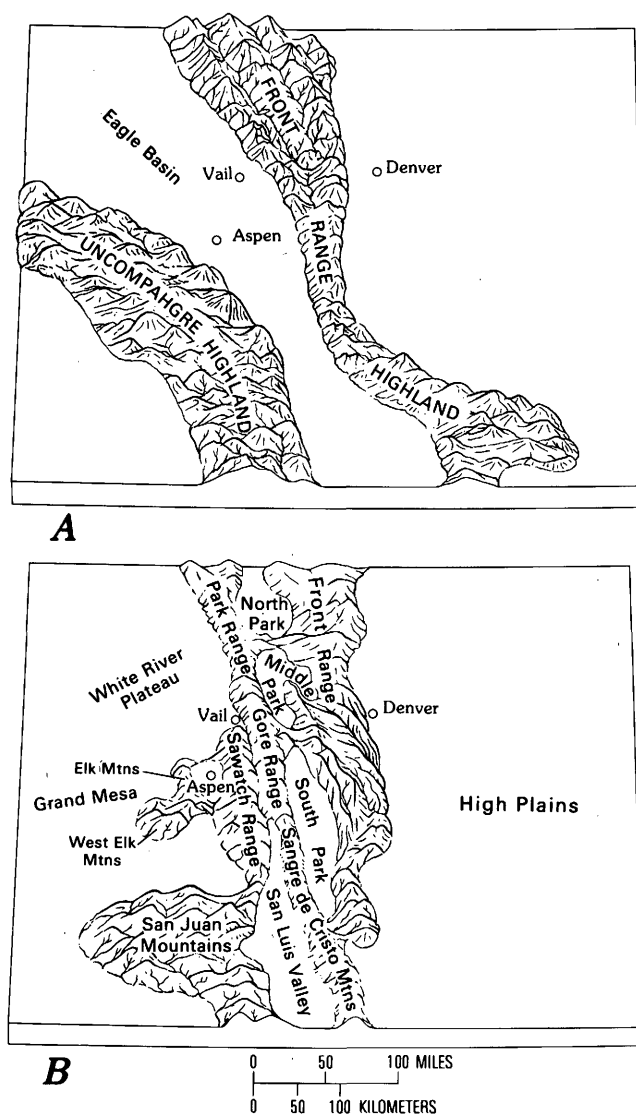 FRONT
RANGE
HIGHLAND
Eagle Basin
Vail
Denver
Aspen
UNCOMPAHGRE HIGHLAND
A
Park Range
North
Park
Front
Range
Middle
Park
White River
Plateau
Vail
Denver
Gore Range
Sawatch Range
Elk Mtns
Aspen
Grand Mesa
South Park
High Plains
West Elk
Mtns
Sangre de Cristo Mtns
San Juan
Mountains
San Luis Valley
B
0 50 100 MILES
0 50 100 KILOMETERS